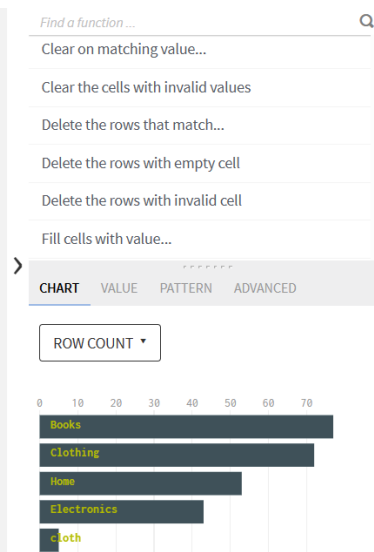 Find a function ...
Clear on matching value...
Clear the cells with invalid values
Delete the rows that match...
Delete the rows with empty cell
Delete the rows with invalid cell
Fill cells with value...
CHART VALUE PATTERN ADVANCED
ROW COUNT
0 10 20 30 40 50 60 70
Books
Clothing
Home
Electronics
cloth